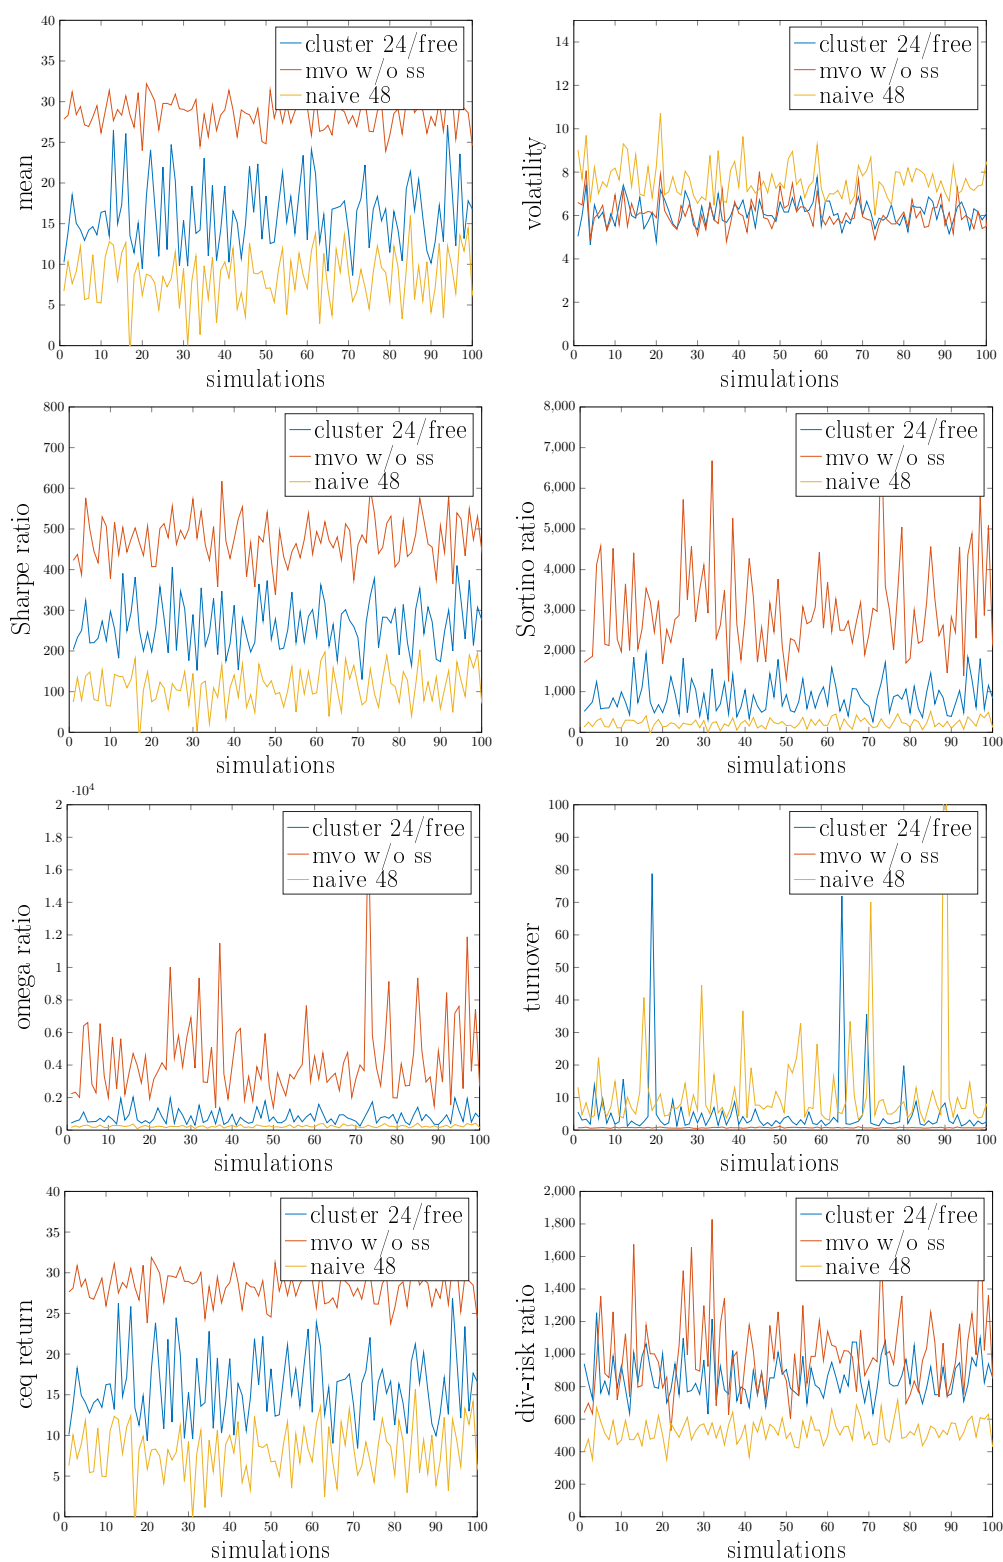 40
35
30
25
20
15
10
5
0
mean
cluster 24/free
mvo w/o ss
naive 48
0 10 20 30 40 50 60 70 80 90 100
simulations
14
12
10
8
6
4
2
0
volatility
cluster 24/free
mvo w/o ss
naive 48
0 10 20 30 40 50 60 70 80 90 100
simulations
800
700
600
500
400
300
200
100
0
Sharpe ratio
cluster 24/free
mvo w/o ss
naive 48
0 10 20 30 40 50 60 70 80 90 100
simulations
8,000
7,000
6,000
5,000
4,000
3,000
2,000
1,000
0
Sortino ratio
cluster 24/free
mvo w/o ss
naive 48
0 10 20 30 40 50 60 70 80 90 100
simulations
·10⁴
2
1.8
1.6
1.4
1.2
1
0.8
0.6
0.4
0.2
0
omega ratio
cluster 24/free
mvo w/o ss
naive 48
0 10 20 30 40 50 60 70 80 90 100
simulations
100
90
80
70
60
50
40
30
20
10
0
turnover
cluster 24/free
mvo w/o ss
naive 48
0 10 20 30 40 50 60 70 80 90 100
simulations
40
35
30
25
20
15
10
5
0
ceq return
cluster 24/free
mvo w/o ss
naive 48
0 10 20 30 40 50 60 70 80 90 100
simulations
2,000
1,800
1,600
1,400
1,200
1,000
800
600
400
200
0
div-risk ratio
cluster 24/free
mvo w/o ss
naive 48
0 10 20 30 40 50 60 70 80 90 100
simulations